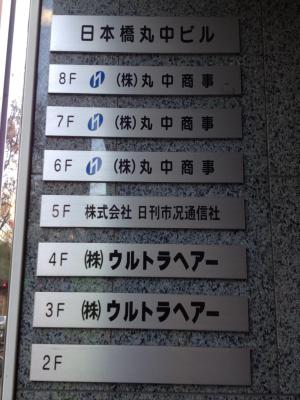 日本橋丸中ビル
8F (株)丸中商事
7F (株)丸中商事
6F (株)丸中商事
5F 株式会社 日刊市况通信社
4F ㈱ ウルトラヘアー
3F ㈱ ウルトラヘアー
2F